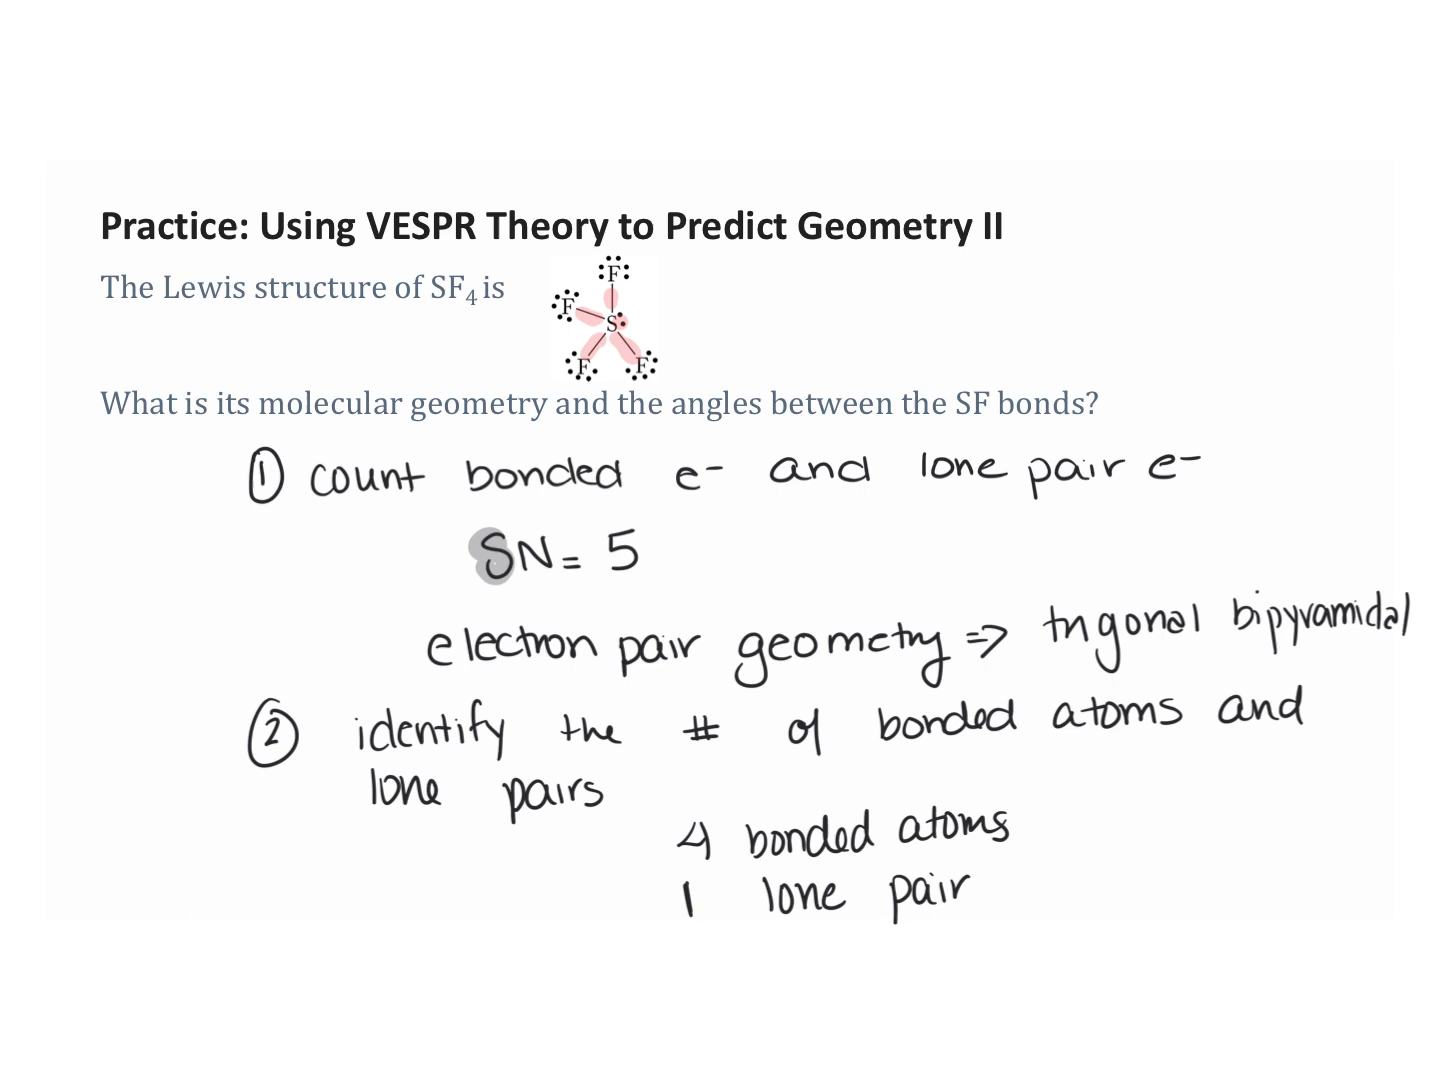 Practice: Using VESPR Theory to Predict Geometry II
The Lewis structure of SF₄ is
F
F
S
F F
What is its molecular geometry and the angles between the SF bonds?
① count bonded e⁻ and lone pair e⁻
SN = 5
electron pair geometry ⇒ trigonal bipyramidal
② identify the # of bonded atoms and
lone pairs
4 bonded atoms
1 lone pair